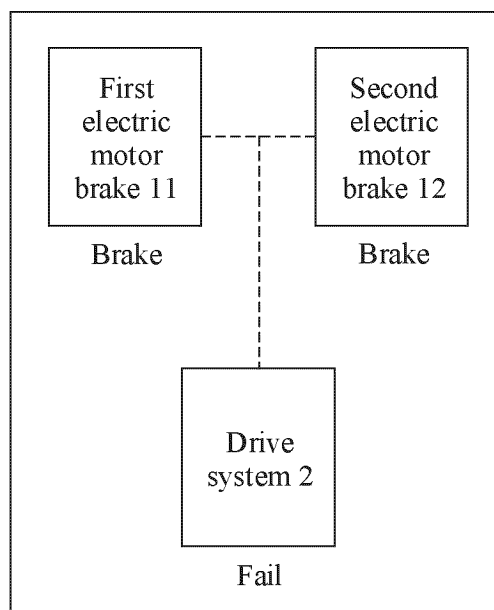 First
electric
motor
brake 11
Brake
Second
electric
motor
brake 12
Brake
Drive
system 2
Fail